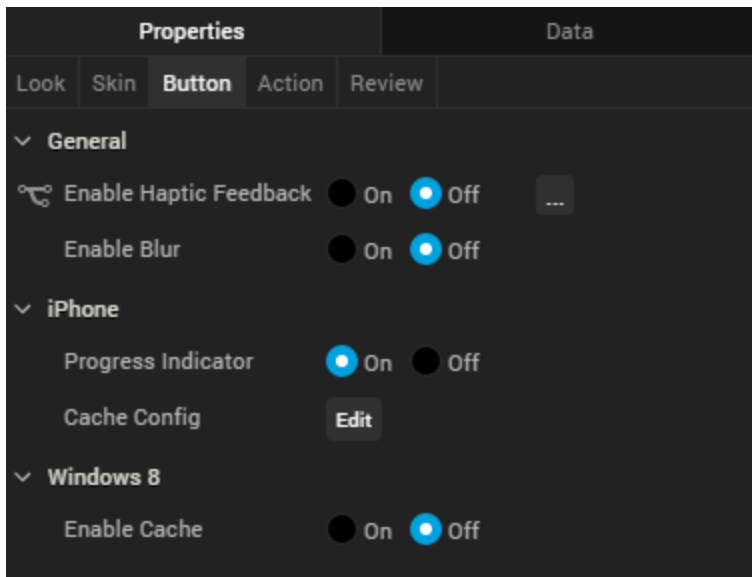 Properties Data
Look Skin Button Action Review
General
Enable Haptic Feedback On Off ...
Enable Blur On Off
iPhone
Progress Indicator On Off
Cache Config Edit
Windows 8
Enable Cache On Off